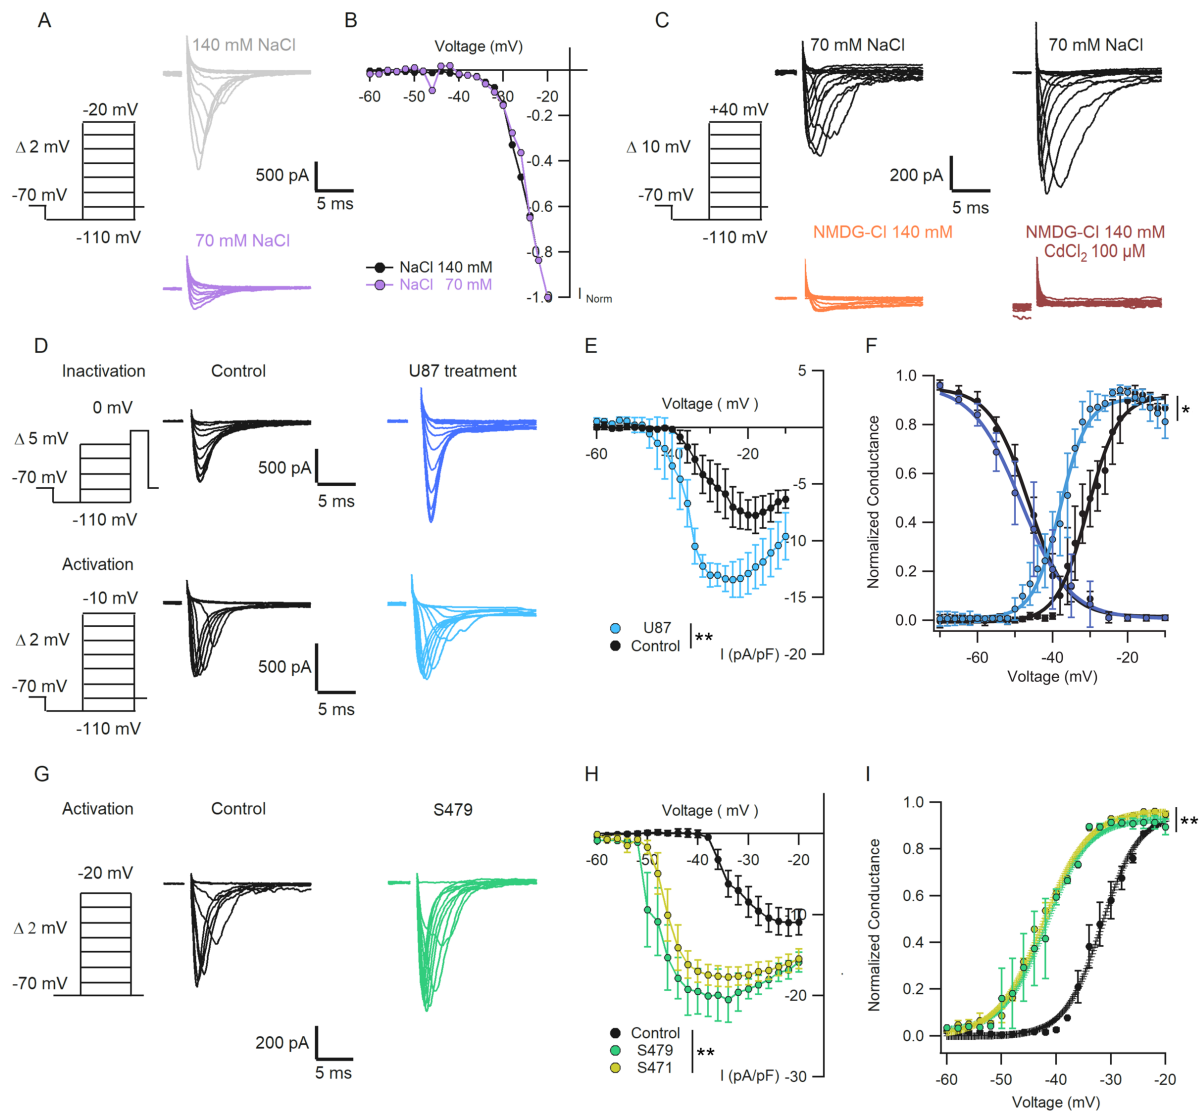 A
140 mM NaCl
-20 mV
Δ 2 mV
-70 mV
-110 mV
500 pA
5 ms
70 mM NaCl
B
Voltage (mV)
-60 -50 -40 -30 -20
-0.2
-0.4
-0.6
-0.8
-1.0
I Norm
NaCl 140 mM
NaCl 70 mM
C
70 mM NaCl
70 mM NaCl
+40 mV
Δ 10 mV
-70 mV
-110 mV
200 pA
5 ms
NMDG-Cl 140 mM
NMDG-Cl 140 mM
CdCl2 100 µM
D
Inactivation
Control
U87 treatment
0 mV
Δ 5 mV
-70 mV
-110 mV
500 pA
5 ms
Activation
-10 mV
Δ 2 mV
-70 mV
-110 mV
500 pA
5 ms
E
5
Voltage ( mV )
-60 -40 -20
-5
-10
-15
-20
I (pA/pF)
U87
Control
**
F
1.0
0.8
0.6
0.4
0.2
0.0
Normalized Conductance
-60 -40 -20
Voltage (mV)
*
G
Activation
Control
S479
-20 mV
Δ 2 mV
-70 mV
200 pA
5 ms
H
Voltage ( mV )
-60 -50 -40 -30 -20
-10
-20
-30
I (pA/pF)
Control
S479
S471
**
I
1.0
0.8
0.6
0.4
0.2
0.0
Normalized Conductance
-60 -50 -40 -30 -20
Voltage (mV)
**